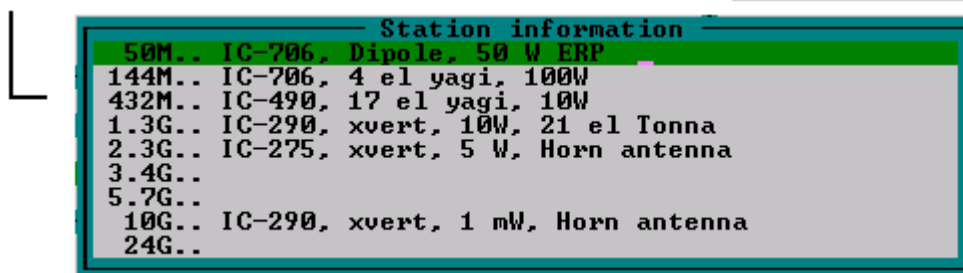 Station information
50M.. IC-706, Dipole, 50 W ERP
144M.. IC-706, 4 el yagi, 100W
432M.. IC-490, 17 el yagi, 10W
1.3G.. IC-290, xvert, 10W, 21 el Tonna
2.3G.. IC-275, xvert, 5 W, Horn antenna
3.4G..
5.7G..
10G.. IC-290, xvert, 1 mW, Horn antenna
24G..